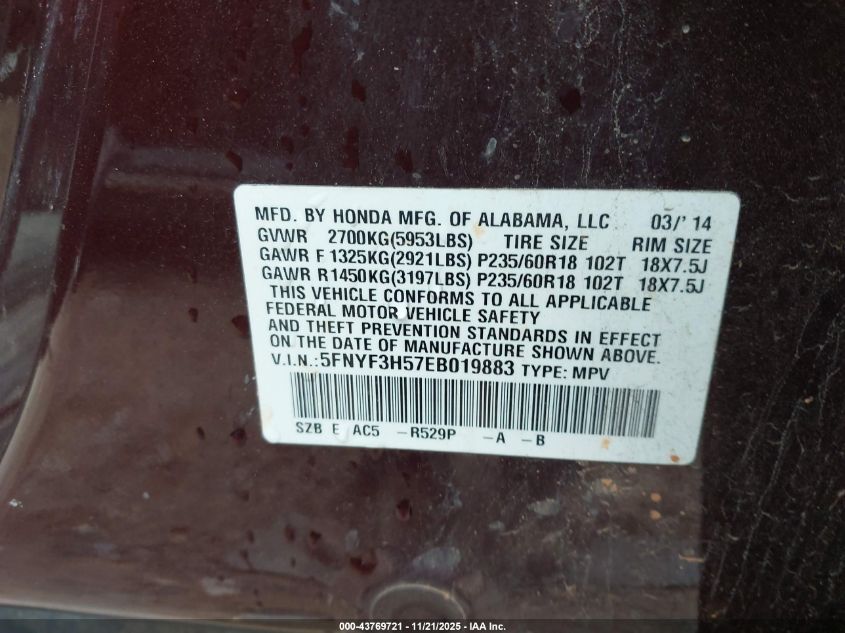 MFD. BY HONDA MFG. OF ALABAMA, LLC 03/'14
GVWR 2700KG(5953LBS) TIRE SIZE RIM SIZE
GAWR F 1325KG(2921LBS) P235/60R18 102T 18X7.5J
GAWR R1450KG(3197LBS) P235/60R18 102T 18X7.5J
THIS VEHICLE CONFORMS TO ALL APPLICABLE
FEDERAL MOTOR VEHICLE SAFETY
AND THEFT PREVENTION STANDARDS IN EFFECT
ON THE DATE OF MANUFACTURE SHOWN ABOVE.
V.I.N.:5FNYF3H57EB019883 TYPE: MPV
SZB E AC5 -R529P -A -B
000-43769721 - 11/21/2025 - IAA Inc.